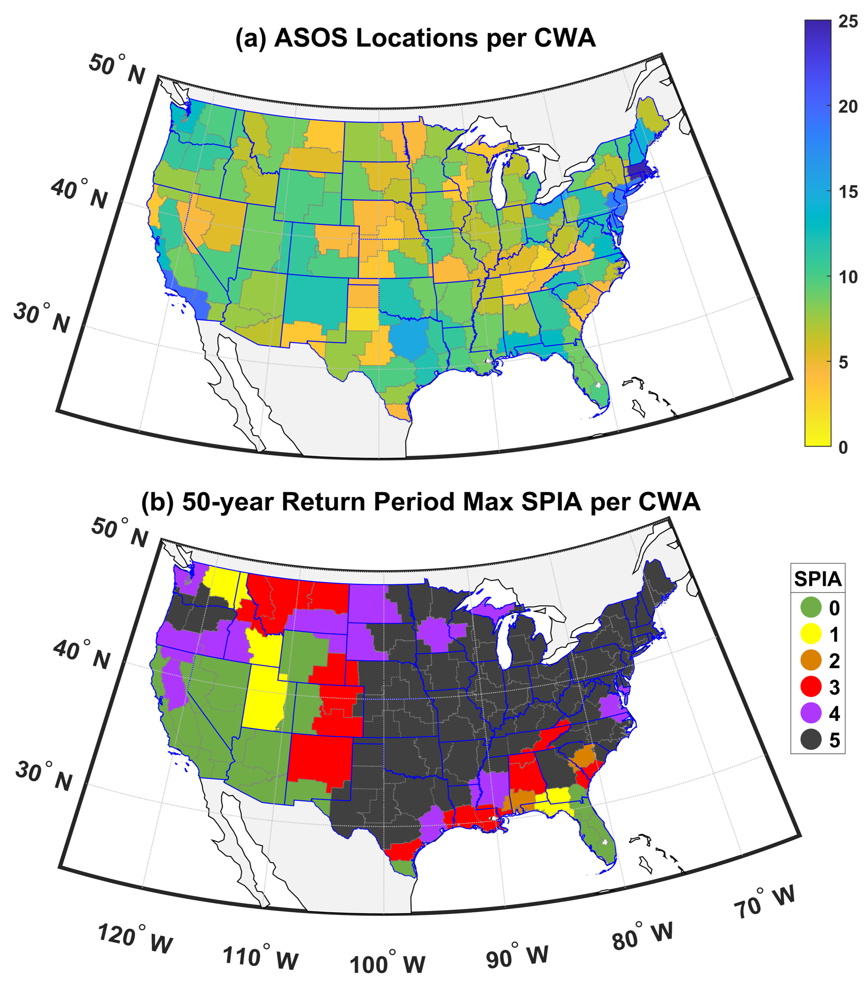 (a) ASOS Locations per CWA
50° N
40° N
30° N
25
20
15
10
5
0
(b) 50-year Return Period Max SPIA per CWA
50° N
40° N
30° N
SPIA
0
1
2
3
4
5
120° W
110° W
100° W
90° W
80° W
70° W